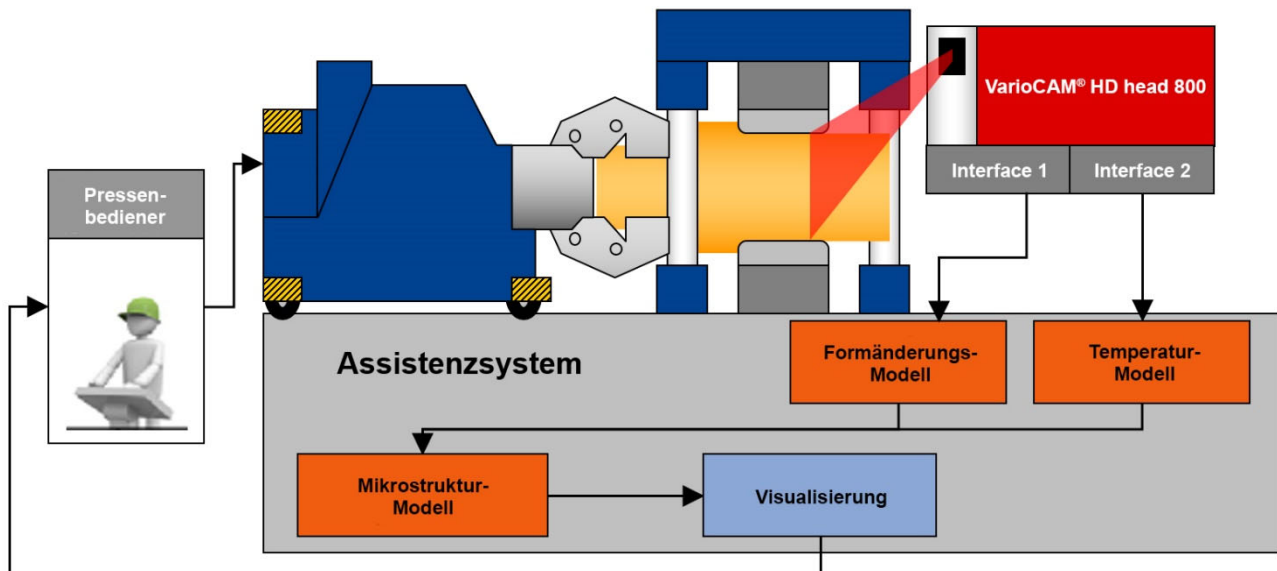 VarioCAM® HD head 800
Interface 1
Interface 2
Pressen-
bediener
Assistenzsystem
Formänderungs-
Modell
Temperatur-
Modell
Mikrostruktur-
Modell
Visualisierung